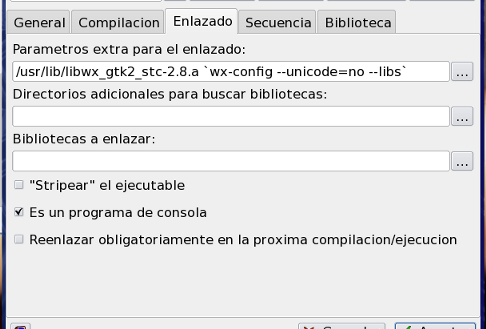 General
Compilacion
Enlazado
Secuencia
Biblioteca
Parametros extra para el enlazado:
/usr/lib/libwx_gtk2_stc-2.8.a `wx-config --unicode=no --libs`
...
Directorios adicionales para buscar bibliotecas:
...
Bibliotecas a enlazar:
...
"Stripear" el ejecutable
Es un programa de consola
Reenlazar obligatoriamente en la proxima compilacion/ejecucion